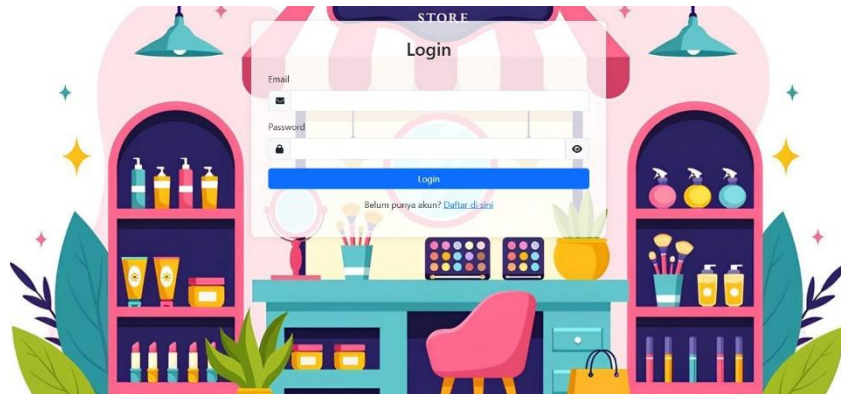 STORE
Login
Email
Password
Login
Belum punya akun? Daftar di sini